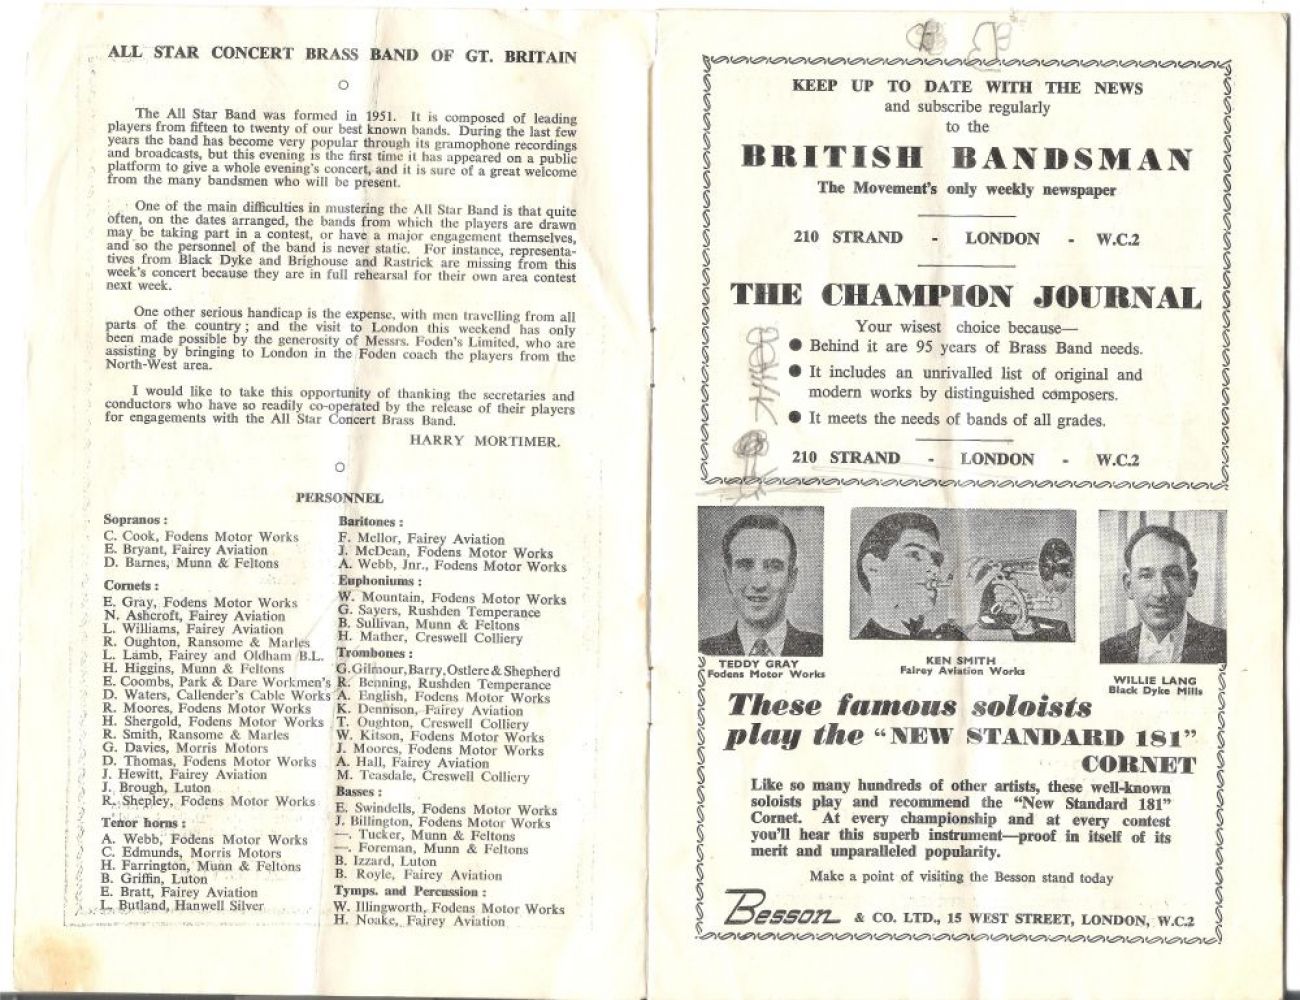 ALL STAR CONCERT BRASS BAND OF GT. BRITAIN
The All Star Band was formed in 1951. It is composed of leading
players from fifteen to twenty of our best known bands. During the last few
years the band has become very popular through its gramophone recordings
and broadcasts, but this evening is the first time it has appeared on a public
platform to give a whole evening's concert, and it is sure of a great welcome
from the many bandsmen who will be present.
One of the main difficulties in mustering the All Star Band is that quite
often, on the dates arranged, the bands from which the players are drawn
may be taking part in a contest, or have a major engagement themselves,
and so the personnel of the band is never static. For instance, representa-
tives from Black Dyke and Brighouse and Rastrick are missing from this
week's concert because they are in full rehearsal for their own area contest
next week.
One other serious handicap is the expense, with men travelling from all
parts of the country; and the visit to London this weekend has only
been made possible by the generosity of Messrs. Foden's Limited, who are
assisting by bringing to London in the Foden coach the players from the
North-West area.
I would like to take this opportunity of thanking the secretaries and
conductors who have so readily co-operated by the release of their players
for engagements with the All Star Concert Brass Band.
HARRY MORTIMER.
PERSONNEL
Sopranos :
C. Cook, Fodens Motor Works
E. Bryant, Fairey Aviation
D. Barnes, Munn & Feltons
Cornets :
E. Gray, Fodens Motor Works
N. Ashcroft, Fairey Aviation
L. Williams, Fairey Aviation
R. Oughton, Ransome & Marles
L. Lamb, Fairey and Oldham B.L.
H. Higgins, Munn & Feltons
E. Coombs, Park & Dare Workmen's
D. Waters, Callender's Cable Works
R. Moores, Fodens Motor Works
H. Shergold, Fodens Motor Works
R. Smith, Ransome & Marles
G. Davies, Morris Motors
D. Thomas, Fodens Motor Works
J. Hewitt, Fairey Aviation
J. Brough, Luton
R. Shepley, Fodens Motor Works
Tenor horns :
A. Webb, Fodens Motor Works
C. Edmunds, Morris Motors
H. Farrington, Munn & Feltons
B. Griffin, Luton
E. Bratt, Fairey Aviation
L. Butland, Hanwell Silver
Baritones :
F. Mellor, Fairey Aviation
J. McDean, Fodens Motor Works
A. Webb, Jnr., Fodens Motor Works
Euphoniums :
W. Mountain, Fodens Motor Works
G. Sayers, Rushden Temperance
B. Sullivan, Munn & Feltons
H. Mather, Creswell Colliery
Trombones :
G. Gilmour, Barry, Ostlere & Shepherd
R. Benning, Rushden Temperance
A. English, Fodens Motor Works
K. Dennison, Fairey Aviation
T. Oughton, Creswell Colliery
W. Kitson, Fodens Motor Works
J. Moores, Fodens Motor Works
A. Hall, Fairey Aviation
M. Teasdale, Creswell Colliery
Basses :
E. Swindells, Fodens Motor Works
J. Billington, Fodens Motor Works
—. Tucker, Munn & Feltons
—. Foreman, Munn & Feltons
B. Izzard, Luton
B. Royle, Fairey Aviation
Tymps. and Percussion :
W. Illingworth, Fodens Motor Works
H. Noake, Fairey Aviation
KEEP UP TO DATE WITH THE NEWS
and subscribe regularly
to the
BRITISH BANDSMAN
The Movement's only weekly newspaper
210 STRAND - LONDON - W.C.2
THE CHAMPION JOURNAL
Your wisest choice because—
● Behind it are 95 years of Brass Band needs.
● It includes an unrivalled list of original and
modern works by distinguished composers.
● It meets the needs of bands of all grades.
210 STRAND - LONDON - W.C.2
TEDDY GRAY
Fodens Motor Works
KEN SMITH
Fairey Aviation Works
WILLIE LANG
Black Dyke Mills
These famous soloists
play the "NEW STANDARD 181"
CORNET
Like so many hundreds of other artists, these well-known
soloists play and recommend the "New Standard 181"
Cornet. At every championship and at every contest
you'll hear this superb instrument—proof in itself of its
merit and unparalleled popularity.
Make a point of visiting the Besson stand today
Besson & CO. LTD., 15 WEST STREET, LONDON, W.C.2